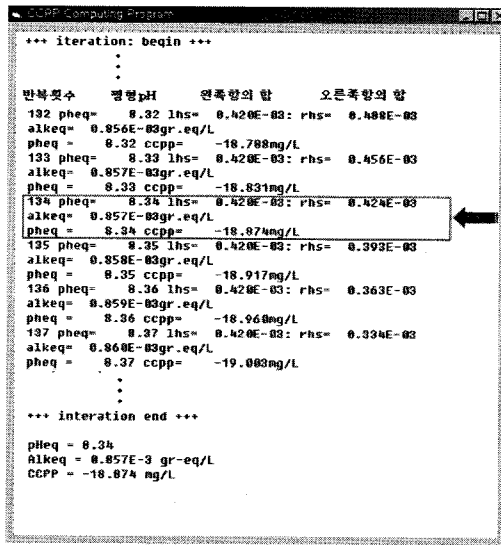 CCPP Computing Program
+++ iteration: begin +++
반복횟수 평형pH 왼쪽항의 합 오른쪽항의 합
132 pheq= 8.32 lhs= 0.420E-03: rhs= 0.488E-03
alkeq= 0.856E-03gr.eq/L
pheq = 8.32 ccpp= -18.788mg/L
133 pheq= 8.33 lhs= 0.420E-03: rhs= 0.456E-03
alkeq= 0.857E-03gr.eq/L
pheq = 8.33 ccpp= -18.831mg/L
134 pheq= 8.34 lhs= 0.420E-03: rhs= 0.424E-03
alkeq= 0.857E-03gr.eq/L
pheq = 8.34 ccpp= -18.874mg/L
135 pheq= 8.35 lhs= 0.420E-03: rhs= 0.393E-03
alkeq= 0.858E-03gr.eq/L
pheq = 8.35 ccpp= -18.917mg/L
136 pheq= 8.36 lhs= 0.420E-03: rhs= 0.363E-03
alkeq= 0.859E-03gr.eq/L
pheq = 8.36 ccpp= -18.960mg/L
137 pheq= 8.37 lhs= 0.420E-03: rhs= 0.334E-03
alkeq= 0.860E-03gr.eq/L
pheq = 8.37 ccpp= -19.003mg/L
+++ interation end +++
pHeq = 8.34
Alkeq = 0.857E-3 gr-eq/L
CCPP = -18.874 mg/L